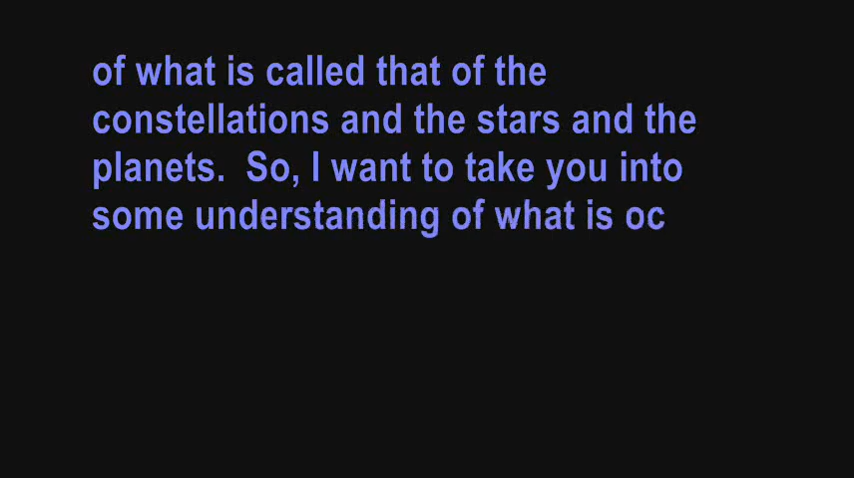 of what is called that of the
constellations and the stars and the
planets.  So, I want to take you into
some understanding of what is oc